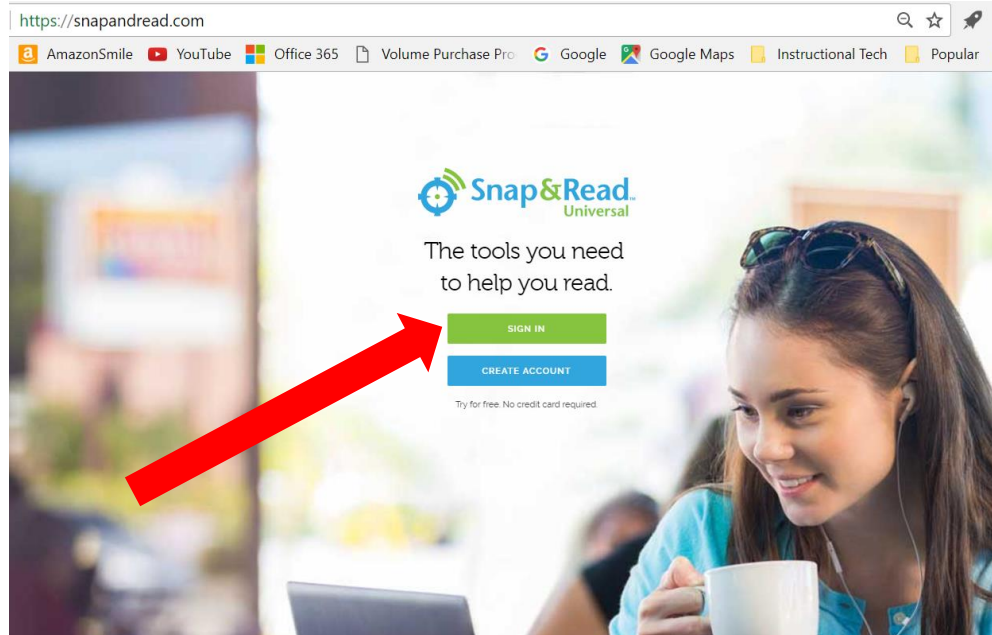 https://snapandread.com
AmazonSmile YouTube Office 365 Volume Purchase Pro Google Google Maps Instructional Tech Popular
Snap&Read™
Universal
The tools you need
to help you read.
SIGN IN
CREATE ACCOUNT
Try for free. No credit card required.